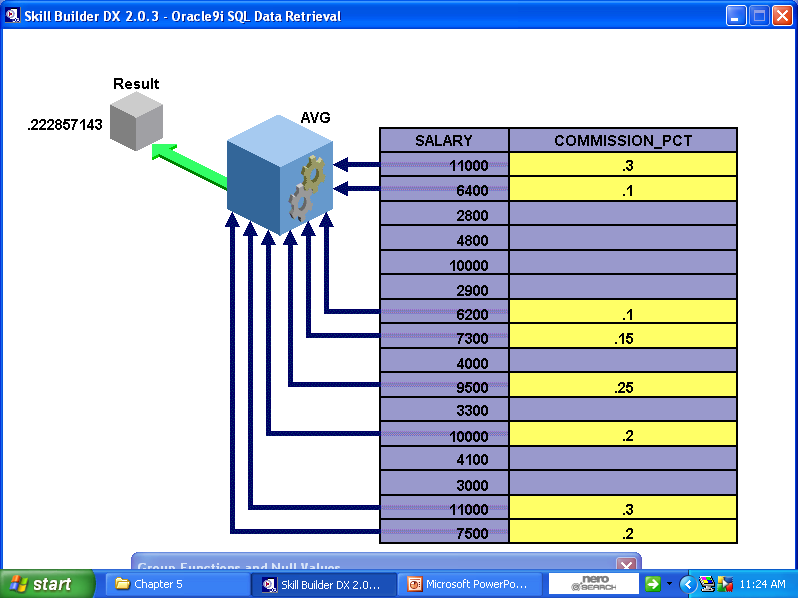 Skill Builder DX 2.0.3 - Oracle9i SQL Data Retrieval
Result
.222857143
AVG
SALARY COMMISSION_PCT
11000 .3
6400 .1
2800
4800
10000
2900
6200 .1
7300 .15
4000
9500 .25
3300
10000 .2
4100
3000
11000 .3
7500 .2
Group Functions and Null Values
start Chapter 5 Skill Builder DX 2.0... Microsoft PowerPo... nero @SEARCH 11:24 AM